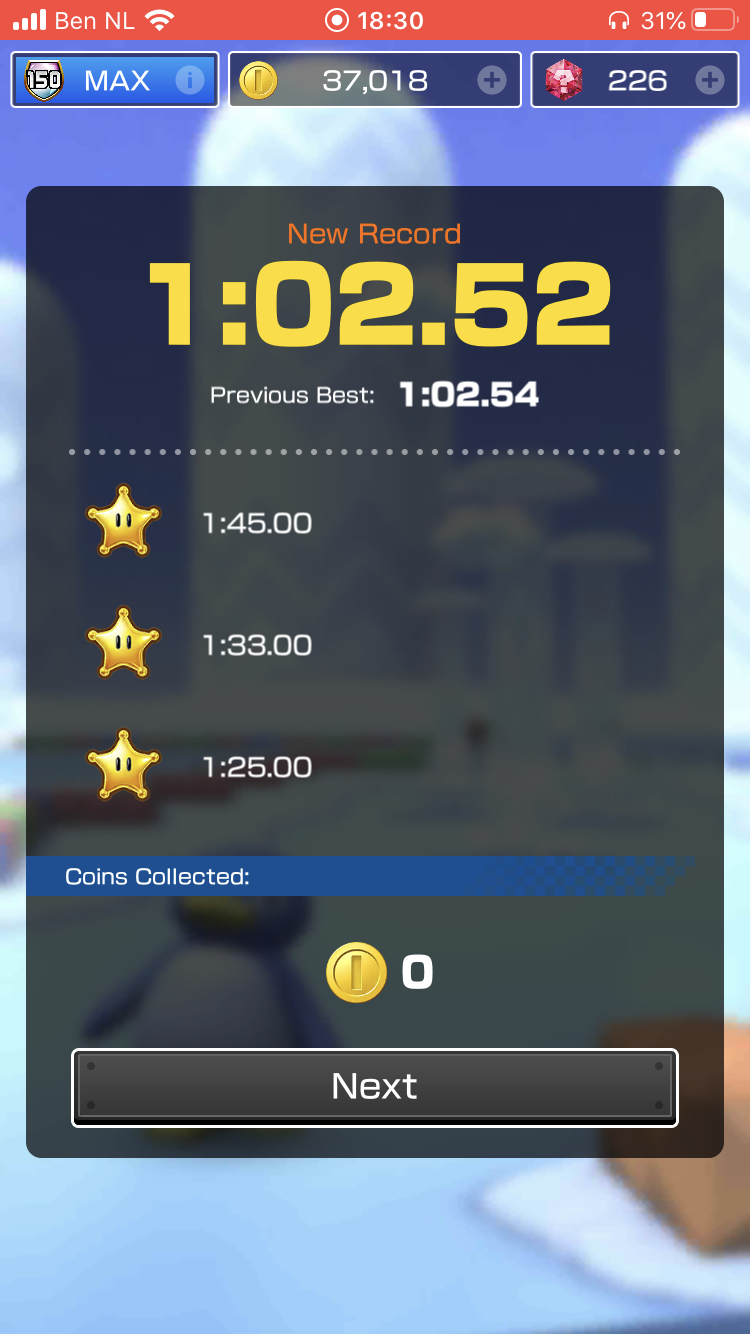 Ben NL 18:30 31%
150 MAX i 37,018 + 226 +
New Record
1:02.52
Previous Best: 1:02.54
1:45.00
1:33.00
1:25.00
Coins Collected:
0
Next